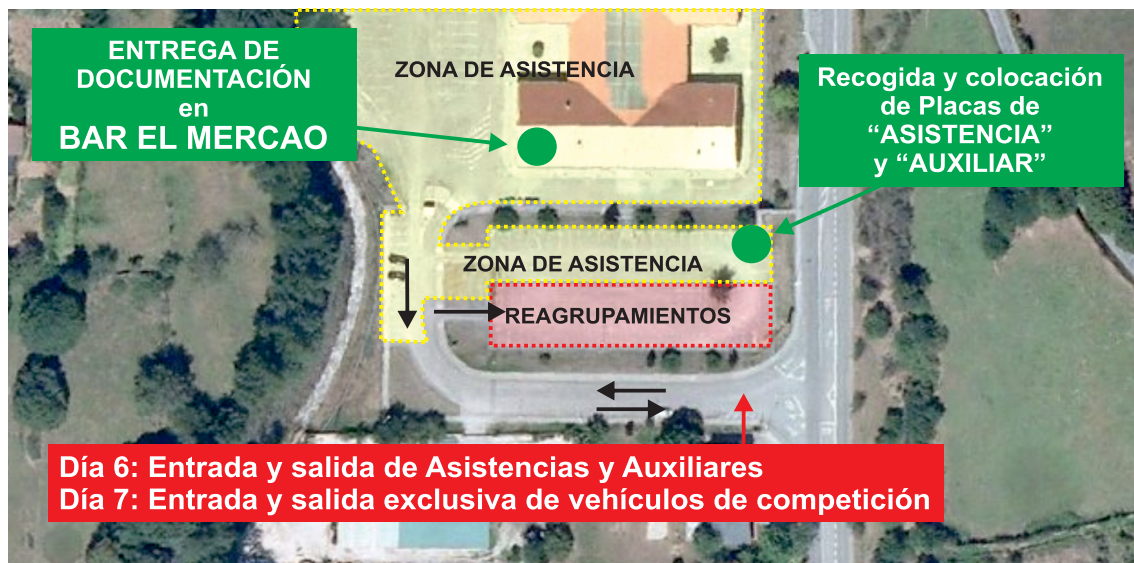 ENTREGA DE
DOCUMENTACIÓN
en
BAR EL MERCAO
ZONA DE ASISTENCIA
Recogida y colocación
de Placas de
“ASISTENCIA”
y “AUXILIAR”
ZONA DE ASISTENCIA
REAGRUPAMIENTOS
Día 6: Entrada y salida de Asistencias y Auxiliares
Día 7: Entrada y salida exclusiva de vehículos de competición